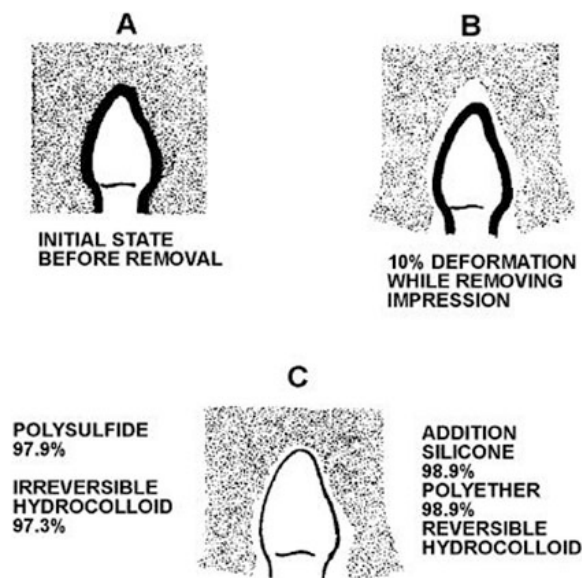 A
B
INITIAL STATE
BEFORE REMOVAL
10% DEFORMATION
WHILE REMOVING
IMPRESSION
C
POLYSULFIDE
97.9%
IRREVERSIBLE
HYDROCOLLOID
97.3%
ADDITION
SILICONE
98.9%
POLYETHER
98.9%
REVERSIBLE
HYDROCOLLOID